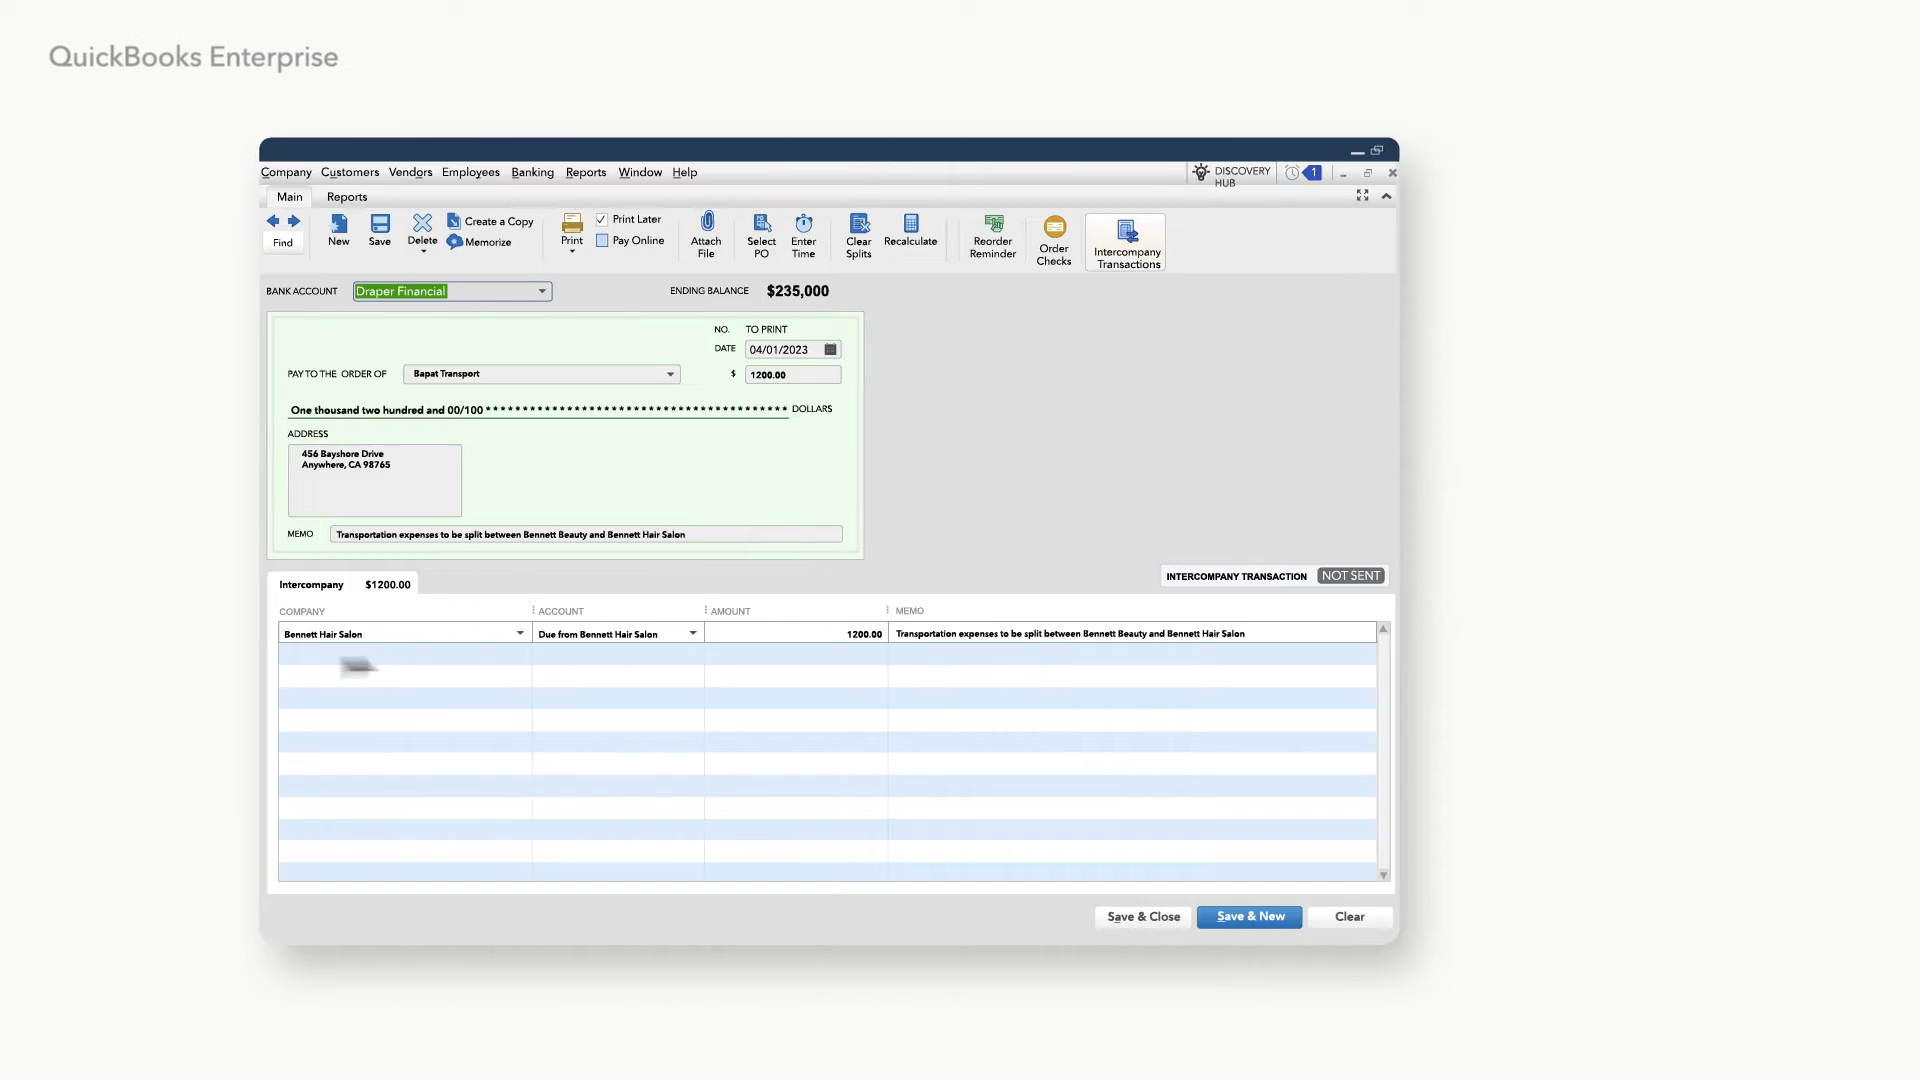 QuickBooks Enterprise
Company Customers Vendors Employees Banking Reports Window Help
DISCOVERY
HUB
1
Main Reports
Find
New
Save
Delete
Create a Copy
Memorize
Print
Print Later
Pay Online
Attach
File
Select
PO
Enter
Time
Clear
Splits
Recalculate
Reorder
Reminder
Order
Checks
Intercompany
Transactions
BANK ACCOUNT Draper Financial ENDING BALANCE $235,000
NO. TO PRINT
DATE 04/01/2023
PAY TO THE ORDER OF Bapat Transport $ 1200.00
One thousand two hundred and 00/100 * * * * * * * * * * * * * * * * * * * * * * * * * * * * * * * * * * * * * * * * * DOLLARS
ADDRESS
456 Bayshore Drive
Anywhere, CA 98765
MEMO Transportation expenses to be split between Bennett Beauty and Bennett Hair Salon
Intercompany $1200.00
INTERCOMPANY TRANSACTION NOT SENT
COMPANY ACCOUNT AMOUNT MEMO
Bennett Hair Salon Due from Bennett Hair Salon 1200.00 Transportation expenses to be split between Bennett Beauty and Bennett Hair Salon
Save & Close Save & New Clear